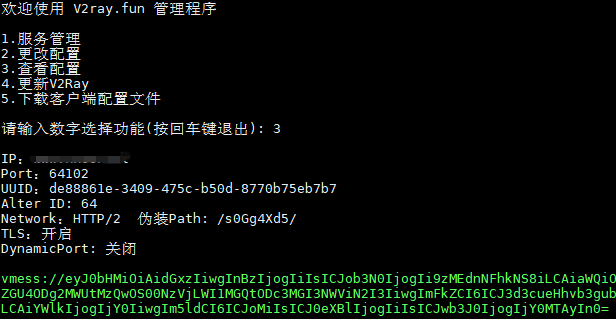 欢迎使用 V2ray.fun 管理程序
1.服务管理
2.更改配置
3.查看配置
4.更新V2Ray
5.下载客户端配置文件
请输入数字选择功能(按回车键退出): 3
IP:
Port: 64102
UUID: de88861e-3409-475c-b50d-8770b75eb7b7
Alter ID: 64
Network: HTTP/2 伪装Path: /s0Gg4Xd5/
TLS: 开启
DynamicPort: 关闭
vmess://eyJ0bHMiOiAidGxzIiwgInBzIjogIiIsICJob3N0IjogIi9zMEdnNFhkNS8iLCAiaWQiO
ZGU4ODg2MWUtMzQwOS00NzVjLWI1MGQtODc3MGI3NWViN2I3IiwgImFkZCI6ICJ3d3cueHhvb3gub
LCAiYWlkIjogIjY0IiwgIm5ldCI6ICJoMiIsICJ0eXBlIjogIiIsICJwb3J0IjogIjY0MTAyIn0=